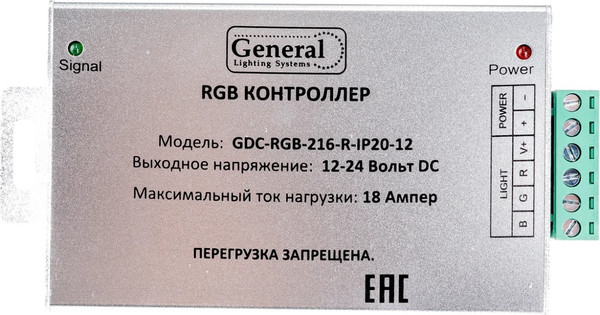 General
Lighting Systems
Signal
Power
RGB КОНТРОЛЛЕР
Модель: GDC-RGB-216-R-IP20-12
Выходное напряжение: 12-24 Вольт DC
Максимальный ток нагрузки: 18 Ампер
ПЕРЕГРУЗКА ЗАПРЕЩЕНА.
EAC
POWER
- +
LIGHT
V+ R G B